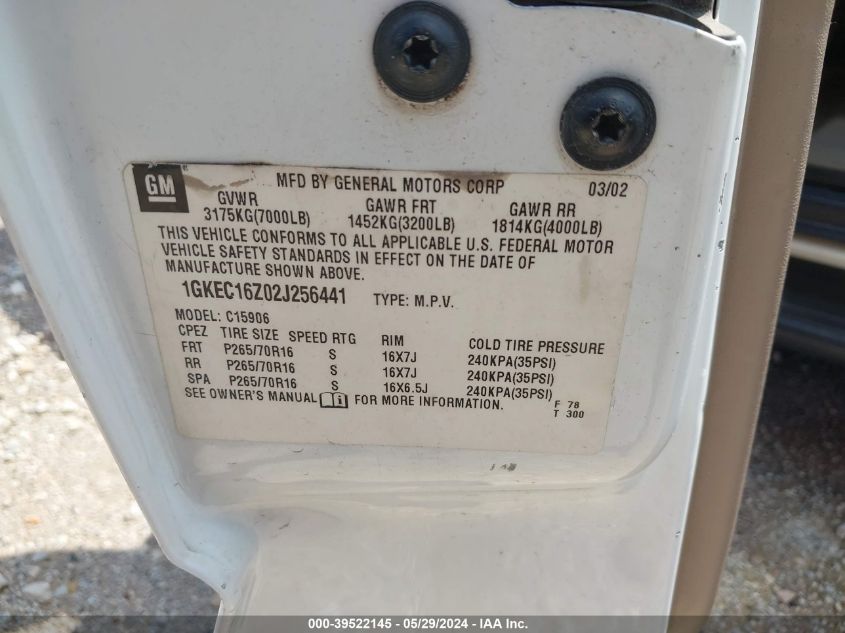 GM
MFD BY GENERAL MOTORS CORP 03/02
GVWR GAWR FRT GAWR RR
3175KG(7000LB) 1452KG(3200LB) 1814KG(4000LB)
THIS VEHICLE CONFORMS TO ALL APPLICABLE U.S. FEDERAL MOTOR
VEHICLE SAFETY STANDARDS IN EFFECT ON THE DATE OF
MANUFACTURE SHOWN ABOVE.
1GKEC16Z02J256441 TYPE: M.P.V.
MODEL: C15906
CPEZ TIRE SIZE SPEED RTG RIM COLD TIRE PRESSURE
FRT P265/70R16 S 16X7J 240KPA(35PSI)
RR P265/70R16 S 16X7J 240KPA(35PSI)
SPA P265/70R16 S 16X6.5J 240KPA(35PSI)
SEE OWNER'S MANUAL FOR MORE INFORMATION.
F 78
T 300
000-39522145 / 05/29/2024 - IAA Inc.